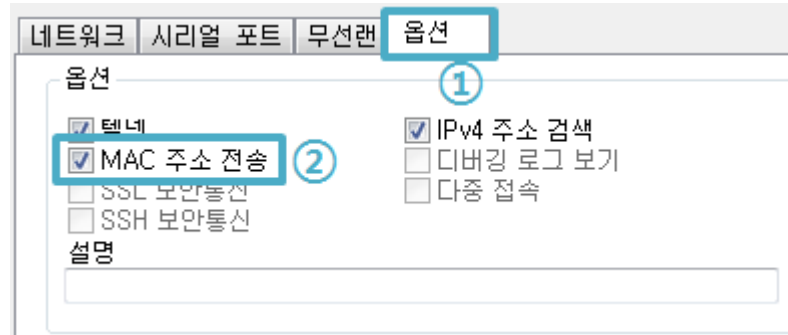 네트워크 시리얼 포트 무선랜 옵션
①
옵션
텔넷 IPv4 주소 검색
MAC 주소 전송 ② 디버깅 로그 보기
SSL 보안통신 다중 접속
SSH 보안통신
설명